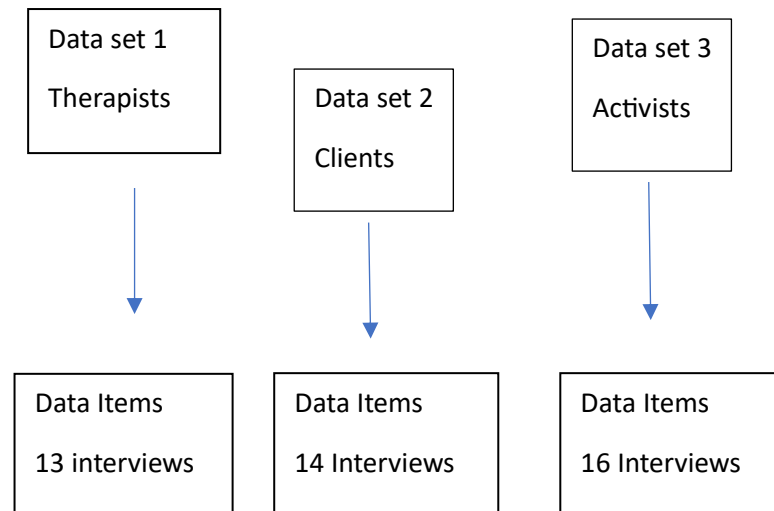 Data set 1
Therapists
Data set 2
Clients
Data set 3
Activists
Data Items
13 interviews
Data Items
14 Interviews
Data Items
16 Interviews